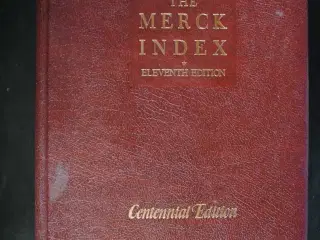 THE
MERCK
INDEX
ELEVENTH EDITION
Centennial Edition